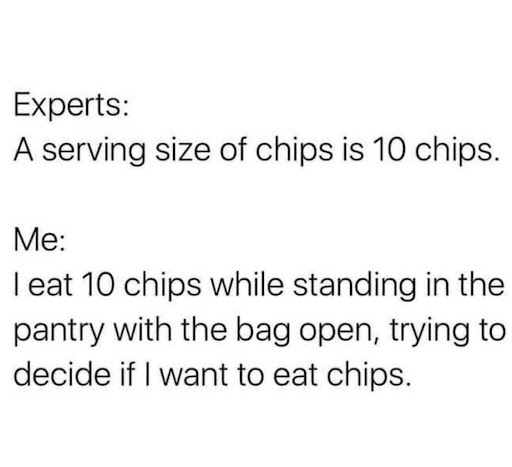 Experts:
A serving size of chips is 10 chips.
Me:
I eat 10 chips while standing in the
pantry with the bag open, trying to
decide if I want to eat chips.